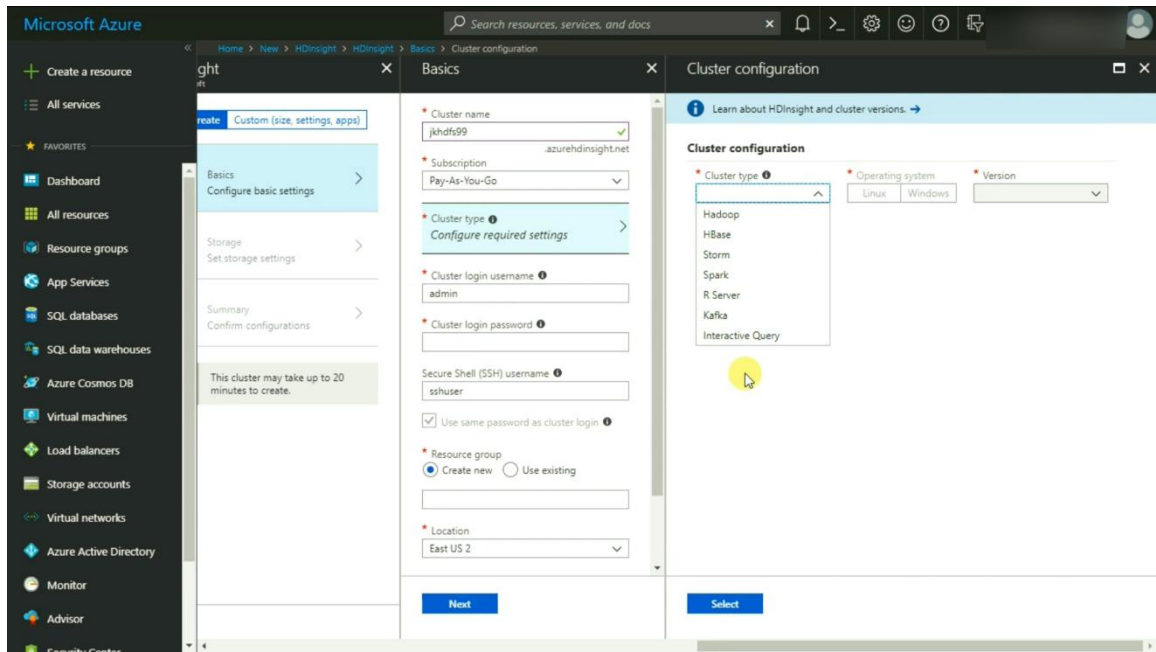 Microsoft Azure
Search resources, services, and docs
Home > New > HDInsight > HDInsight > Basics > Cluster configuration
Create a resource
All services
FAVORITES
Dashboard
All resources
Resource groups
App Services
SQL databases
SQL data warehouses
Azure Cosmos DB
Virtual machines
Load balancers
Storage accounts
Virtual networks
Azure Active Directory
Monitor
Advisor
Security Center
ght
ft
reate
Custom (size, settings, apps)
Basics
Configure basic settings
Storage
Set storage settings
Summary
Confirm configurations
This cluster may take up to 20
minutes to create.
Basics
* Cluster name
jkhdfs99
.azurehdinsight.net
* Subscription
Pay-As-You-Go
* Cluster type
Configure required settings
* Cluster login username
admin
* Cluster login password
Secure Shell (SSH) username
sshuser
Use same password as cluster login
* Resource group
Create new Use existing
* Location
East US 2
Next
Cluster configuration
Learn about HDInsight and cluster versions.
Cluster configuration
* Cluster type * Operating system * Version
Linux Windows
Hadoop
HBase
Storm
Spark
R Server
Kafka
Interactive Query
Select